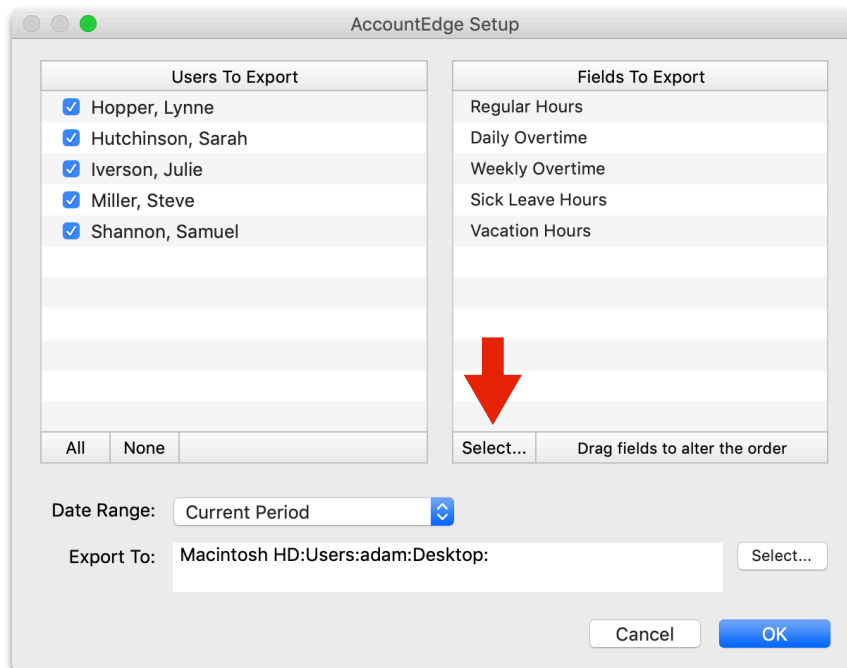 AccountEdge Setup
Users To Export
Hopper, Lynne
Hutchinson, Sarah
Iverson, Julie
Miller, Steve
Shannon, Samuel
All
None
Fields To Export
Regular Hours
Daily Overtime
Weekly Overtime
Sick Leave Hours
Vacation Hours
Select...
Drag fields to alter the order
Date Range:
Current Period
Export To:
Macintosh HD:Users:adam:Desktop:
Select...
Cancel
OK